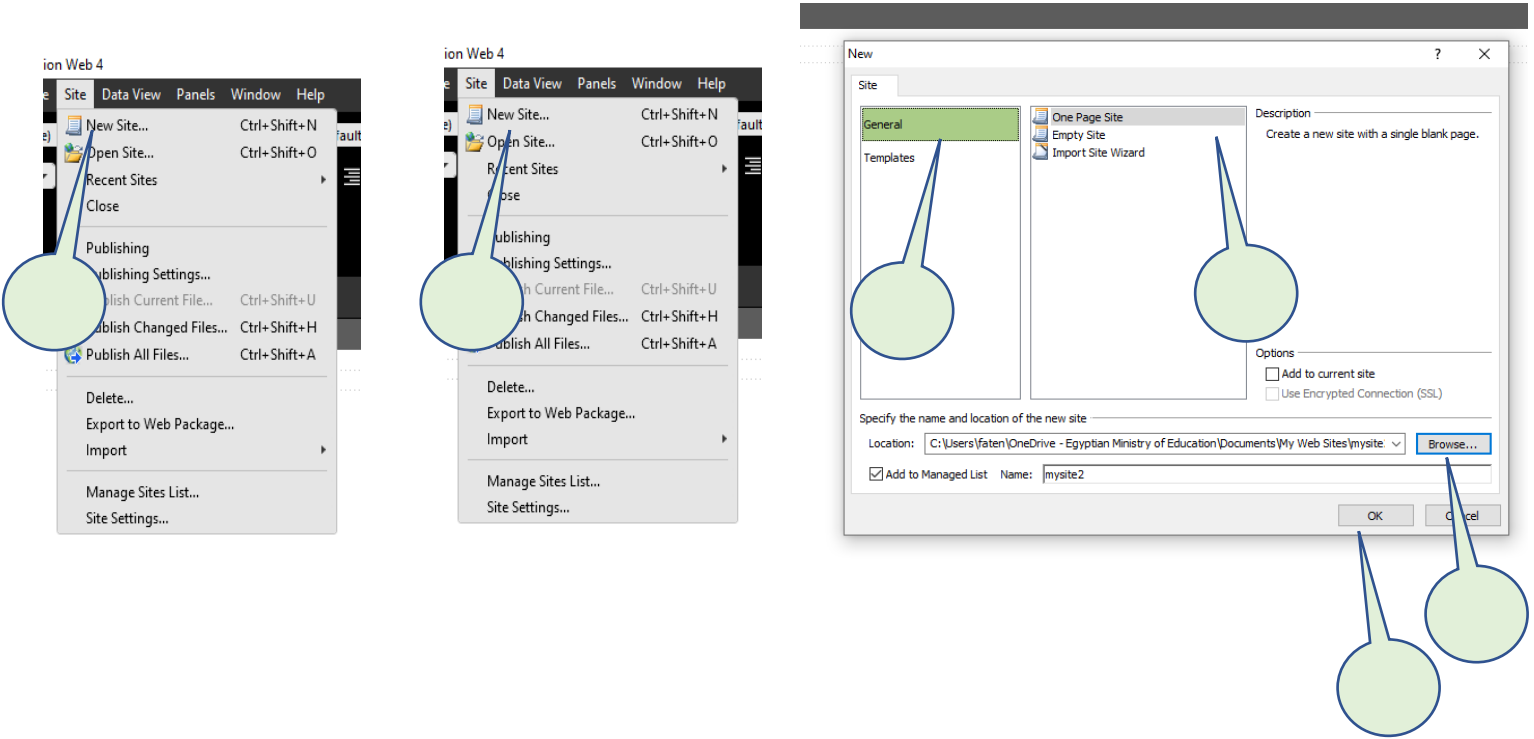 ion Web 4
Site Data View Panels Window Help
New Site... Ctrl+Shift+N
Open Site... Ctrl+Shift+O
Recent Sites
Close
Publishing
Publishing Settings...
Publish Current File... Ctrl+Shift+U
Publish Changed Files... Ctrl+Shift+H
Publish All Files... Ctrl+Shift+A
Delete...
Export to Web Package...
Import
Manage Sites List...
Site Settings...
ion Web 4
Site Data View Panels Window Help
New Site... Ctrl+Shift+N
fault
Open Site... Ctrl+Shift+O
Recent Sites
Close
Publishing
Publishing Settings...
Current File... Ctrl+Shift+U
Changed Files... Ctrl+Shift+H
Publish All Files... Ctrl+Shift+A
Delete...
Export to Web Package...
Import
Manage Sites List...
Site Settings...
New ?
Site
General
Templates
One Page Site
Empty Site
Import Site Wizard
Description
Create a new site with a single blank page.
Options
Add to current site
Use Encrypted Connection (SSL)
Specify the name and location of the new site
Location: C:\Users\faten\OneDrive - Egyptian Ministry of Education\Documents\My Web Sites\mysite Browse...
Add to Managed List Name: mysite2
OK Cancel